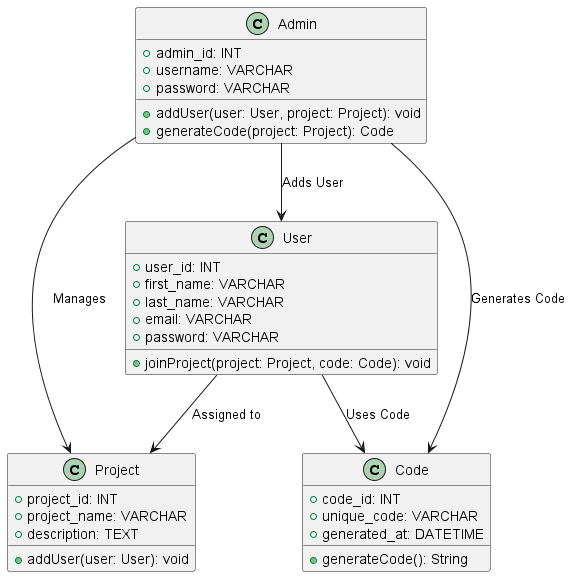 C Admin
admin_id: INT
username: VARCHAR
password: VARCHAR
addUser(user: User, project: Project): void
generateCode(project: Project): Code
Adds User
C User
user_id: INT
first_name: VARCHAR
last_name: VARCHAR
email: VARCHAR
password: VARCHAR
joinProject(project: Project, code: Code): void
Manages
Generates Code
Assigned to
Uses Code
C Project
project_id: INT
project_name: VARCHAR
description: TEXT
addUser(user: User): void
C Code
code_id: INT
unique_code: VARCHAR
generated_at: DATETIME
generateCode(): String